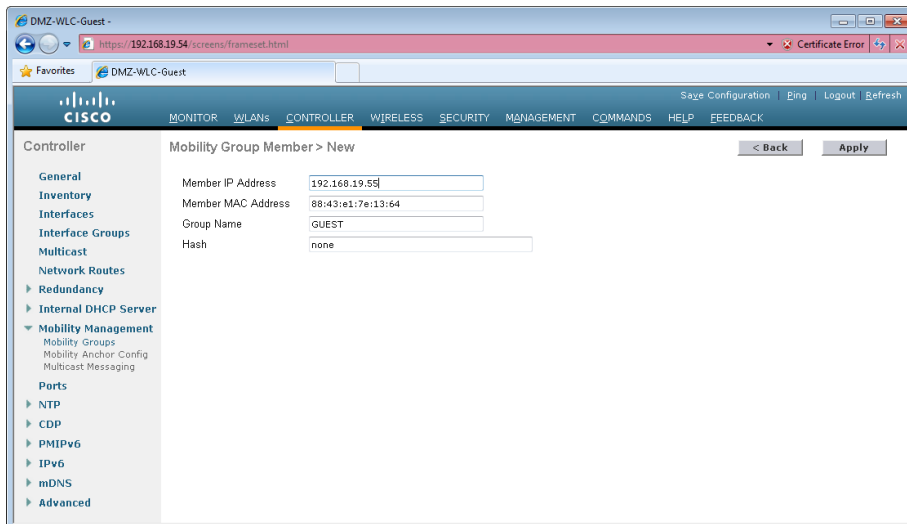 DMZ-WLC-Guest -
https://192.168.19.54/screens/frameset.html
Certificate Error
Favorites
DMZ-WLC-Guest
Save Configuration | Ping | Logout | Refresh
CISCO
MONITOR WLANs CONTROLLER WIRELESS SECURITY MANAGEMENT COMMANDS HELP FEEDBACK
Controller
General
Inventory
Interfaces
Interface Groups
Multicast
Network Routes
Redundancy
Internal DHCP Server
Mobility Management
Mobility Groups
Mobility Anchor Config
Multicast Messaging
Ports
NTP
CDP
PMIPv6
IPv6
mDNS
Advanced
Mobility Group Member > New
< Back
Apply
Member IP Address 192.168.19.55
Member MAC Address 88:43:e1:7e:13:64
Group Name GUEST
Hash none